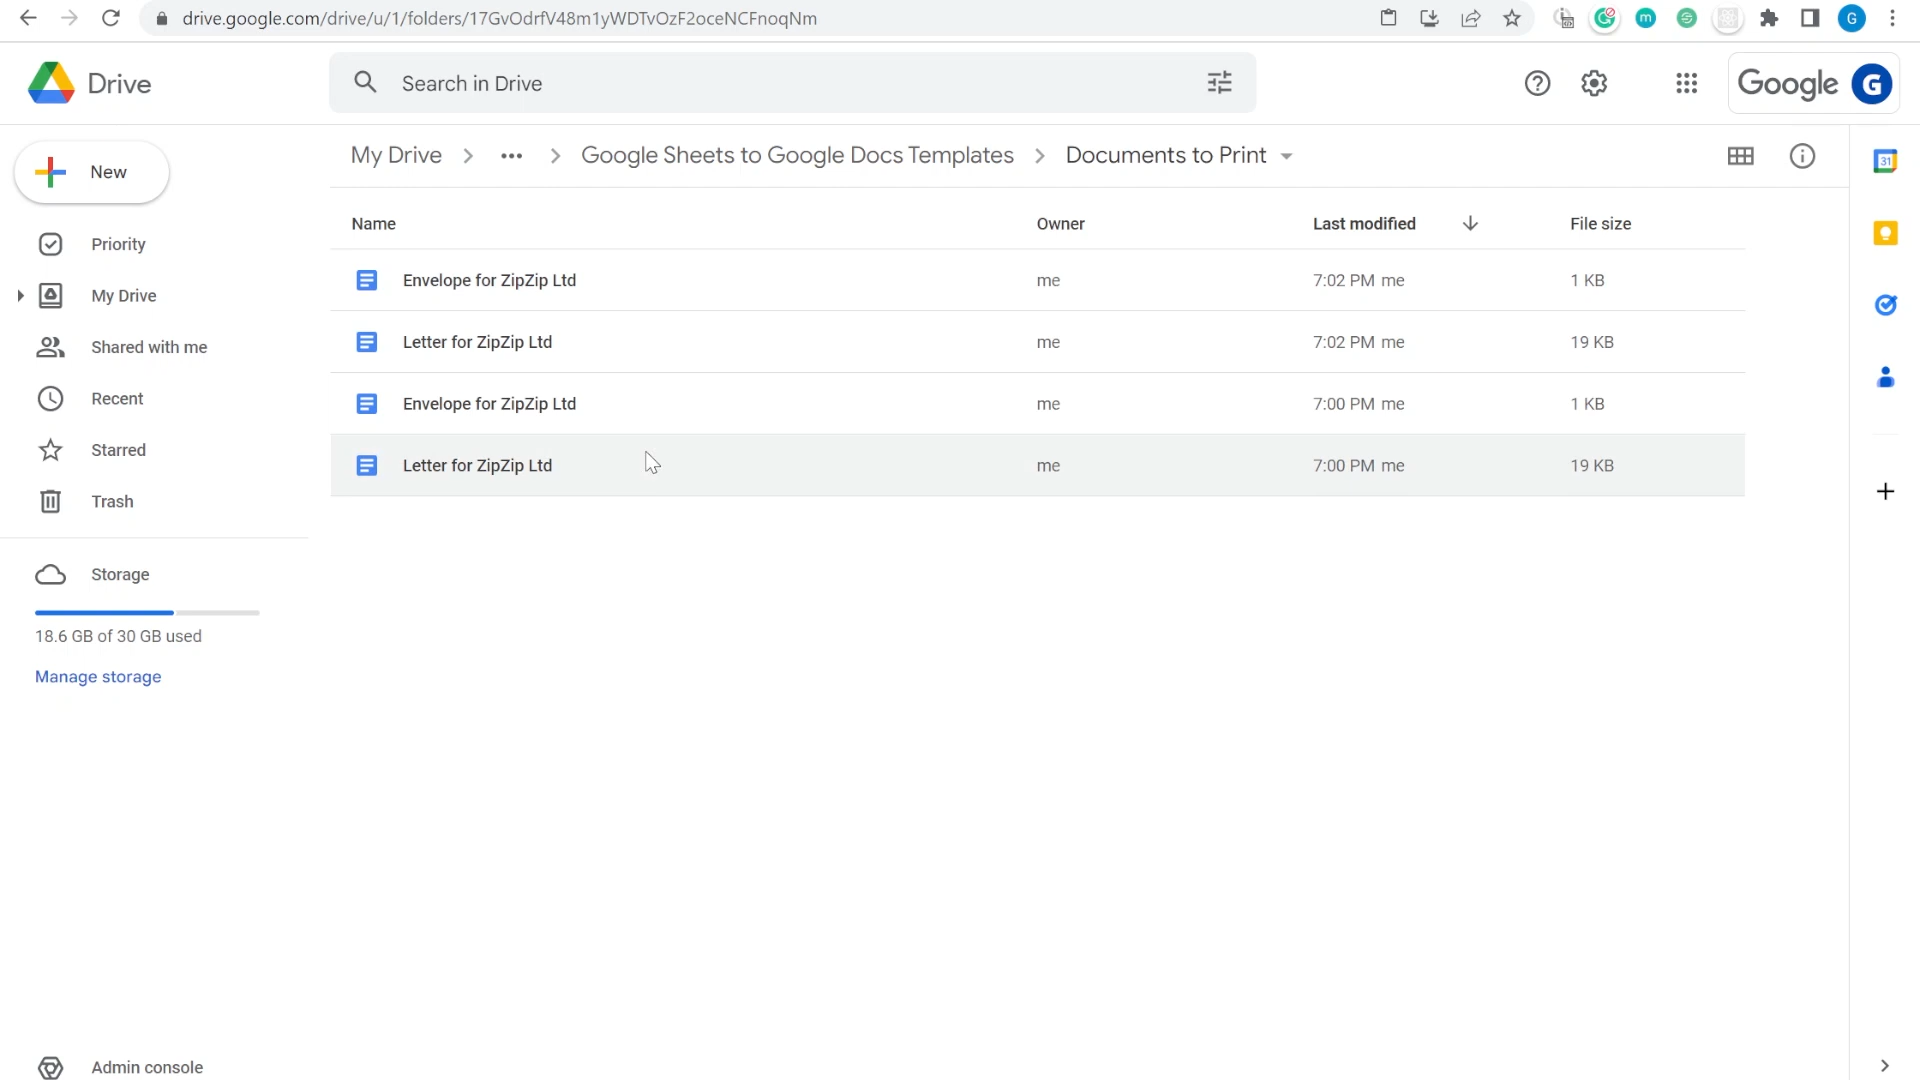 drive.google.com/drive/u/1/folders/17GvOdrfV48m1yWDTvOzF2oceNCFnoqNm
m
G
Drive
Search in Drive
Google G
New
My Drive > ... > Google Sheets to Google Docs Templates > Documents to Print
31
Name Owner Last modified File size
Priority
Envelope for ZipZip Ltd me 7:02 PM me 1 KB
My Drive
Letter for ZipZip Ltd me 7:02 PM me 19 KB
Shared with me
Envelope for ZipZip Ltd me 7:00 PM me 1 KB
Recent
Letter for ZipZip Ltd me 7:00 PM me 19 KB
Starred
Trash
Storage
18.6 GB of 30 GB used
Manage storage
Admin console